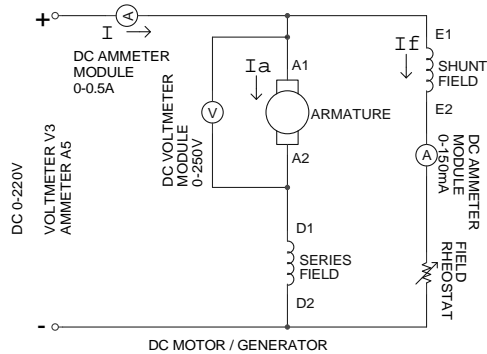 +
A
I
DC AMMETER
MODULE
0-0.5A
DC 0-220V
VOLTMETER V3
AMMETER A5
V
DC VOLTMETER
MODULE
0-250V
Ia
A1
ARMATURE
A2
D1
SERIES
FIELD
D2
If
E1
SHUNT
FIELD
E2
A
DC AMMETER
MODULE
0-150mA
FIELD
RHEOSTAT
-
DC MOTOR / GENERATOR